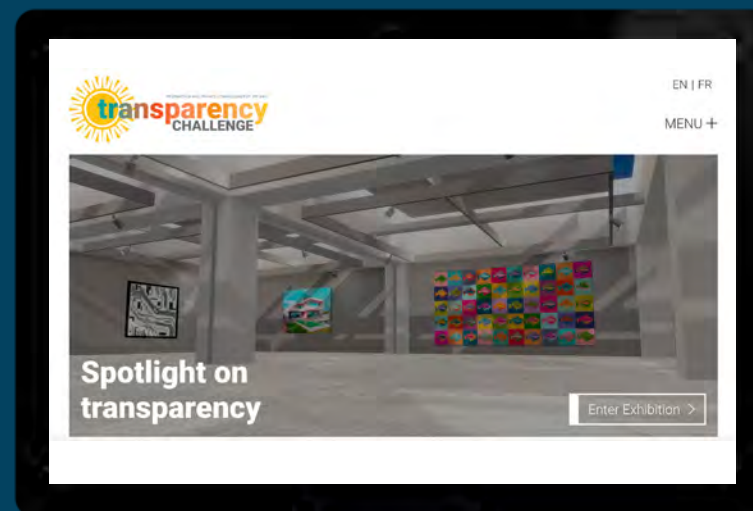 EN | FR
transparency
CHALLENGE
MENU +
Spotlight on
transparency
Enter Exhibition >